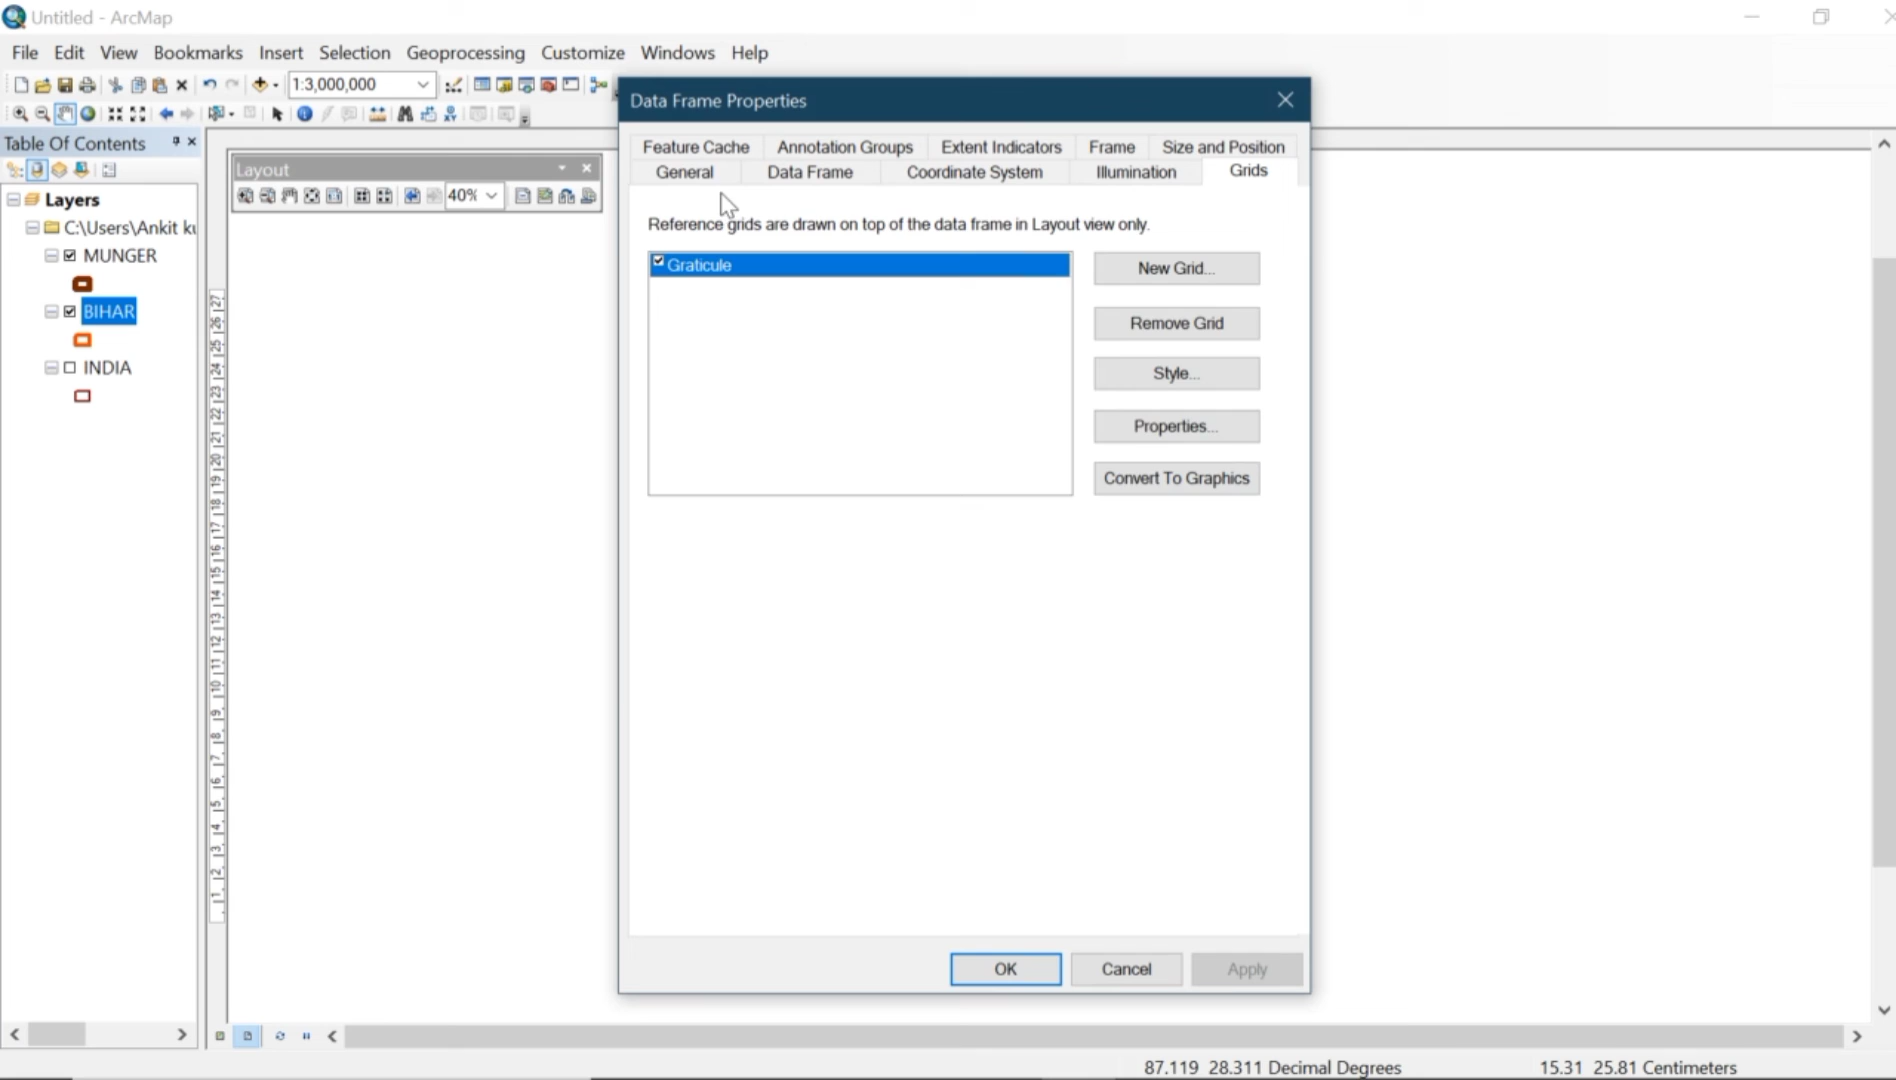 Untitled - ArcMap
File Edit View Bookmarks Insert Selection Geoprocessing Customize Windows Help
1:3,000,000
Data Frame Properties
Table Of Contents
Feature Cache Annotation Groups Extent Indicators Frame Size and Position
General Data Frame Coordinate System Illumination Grids
Layout
40%
Layers
C:\Users\Ankit ku
MUNGER
BIHAR
INDIA
Reference grids are drawn on top of the data frame in Layout view only.
Graticule
New Grid...
Remove Grid
Style...
Properties...
Convert To Graphics
OK Cancel Apply
87.119 28.311 Decimal Degrees 15.31 25.81 Centimeters